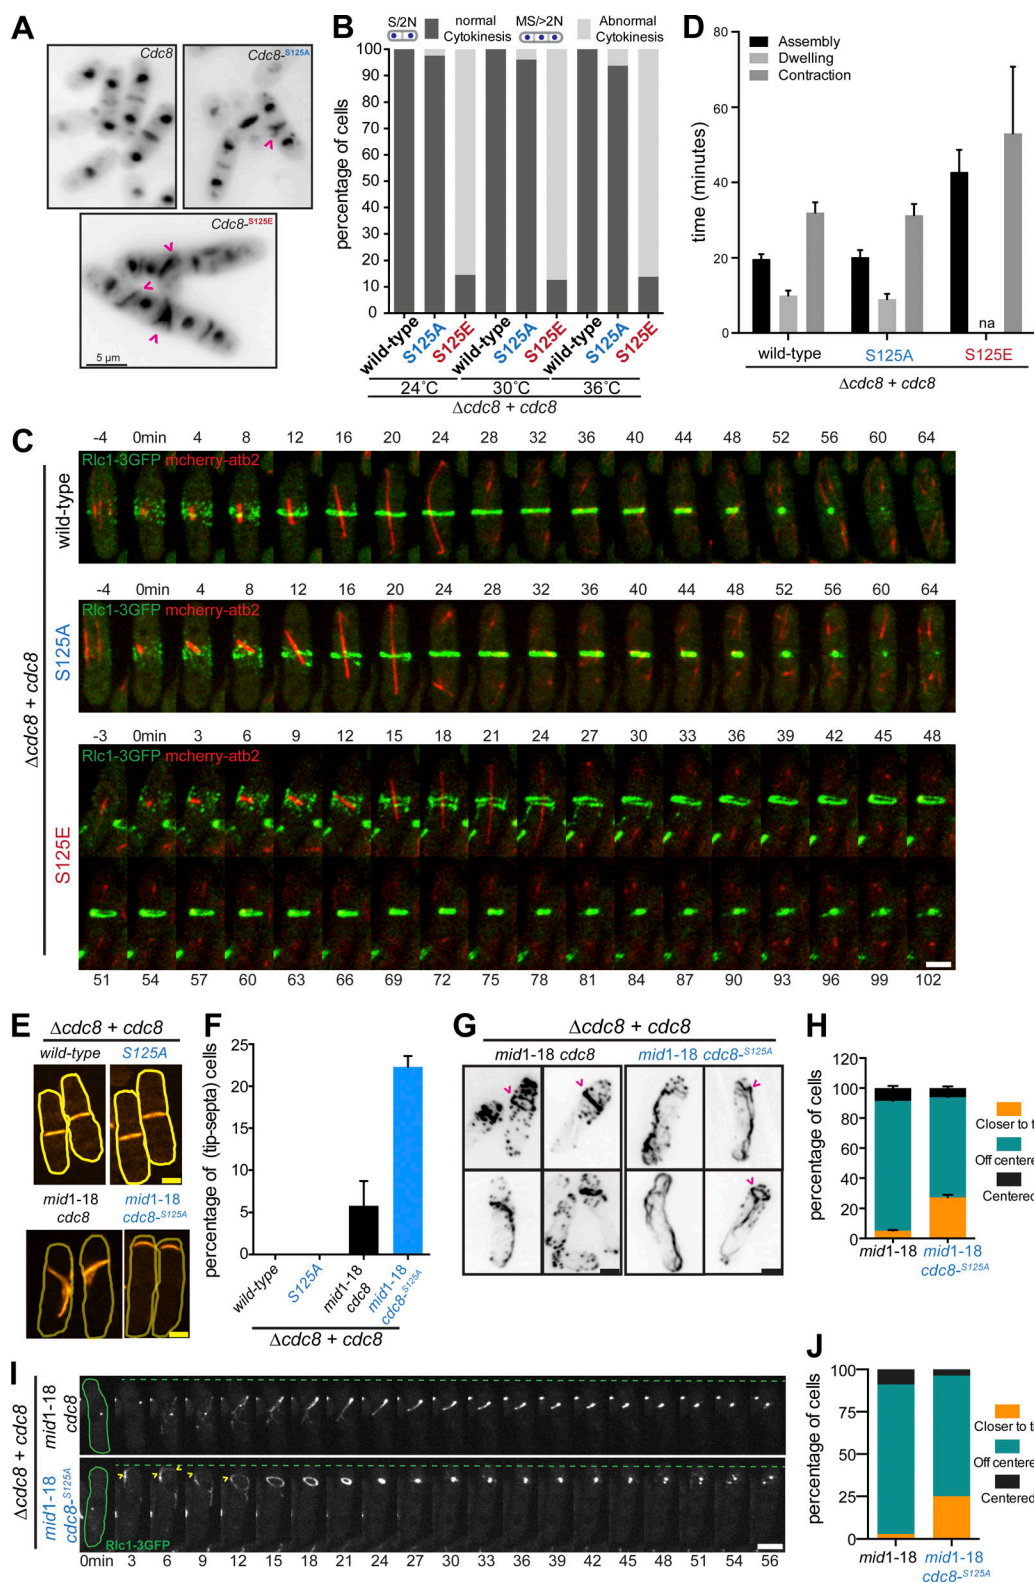 A
Cdc8
Cdc8-S125A
Cdc8-S125E
5 µm
B
S/2N
normal
Cytokinesis
MS/>2N
Abnormal
Cytokinesis
percentage of cells
100
90
80
70
60
50
40
30
20
10
0
wild-type
S125A
S125E
wild-type
S125A
S125E
wild-type
S125A
S125E
24˚C
30˚C
36˚C
Δcdc8 + cdc8
D
Assembly
Dwelling
Contraction
time (minutes)
80
60
40
20
0
na
wild-type
S125A
S125E
Δcdc8 + cdc8
C
-4 0min 4 8 12 16 20 24 28 32 36 40 44 48 52 56 60 64
Rlc1-3GFP mcherry-atb2
wild-type
-4 0min 4 8 12 16 20 24 28 32 36 40 44 48 52 56 60 64
Rlc1-3GFP mcherry-atb2
S125A
Δcdc8 + cdc8
-3 0min 3 6 9 12 15 18 21 24 27 30 33 36 39 42 45 48
Rlc1-3GFP mcherry-atb2
S125E
51 54 57 60 63 66 69 72 75 78 81 84 87 90 93 96 99 102
E
Δcdc8 + cdc8
wild-type
S125A
mid1-18
cdc8
mid1-18
cdc8-S125A
F
percentage of (tip-septa) cells
25
20
15
10
5
0
wild-type
S125A
mid1-18
cdc8
mid1-18
cdc8-S125A
Δcdc8 + cdc8
G
Δcdc8 + cdc8
mid1-18 cdc8
mid1-18 cdc8-S125A
H
percentage of cells
120
100
80
60
40
20
0
Closer to t
Off centere
Centered
mid1-18
mid1-18
cdc8-S125A
I
Δcdc8 + cdc8
mid1-18
cdc8
mid1-18
cdc8-S125A
Rlc1-3GFP
0min 3 6 9 12 15 18 21 24 27 30 33 36 39 42 45 48 51 54 56
J
percentage of cells
100
75
50
25
0
Closer to t
Off centere
Centered
mid1-18
mid1-18
cdc8-S125A